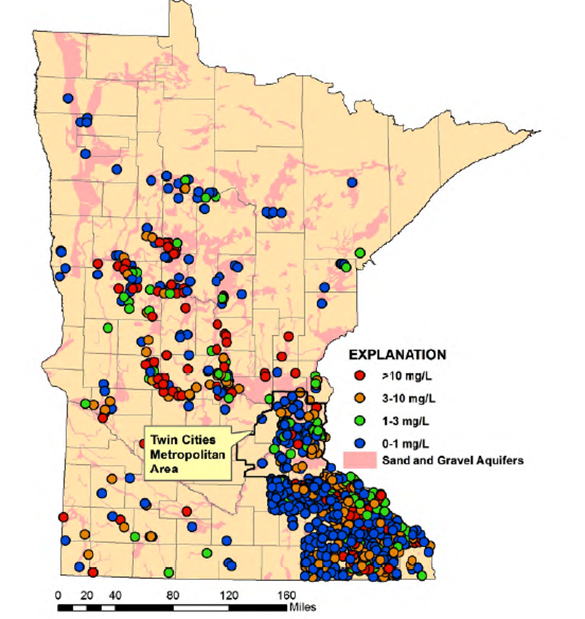 EXPLANATION
>10 mg/L
3-10 mg/L
1-3 mg/L
0-1 mg/L
Sand and Gravel Aquifers
Twin Cities
Metropolitan
Area
0 20 40 80 120 160
Miles